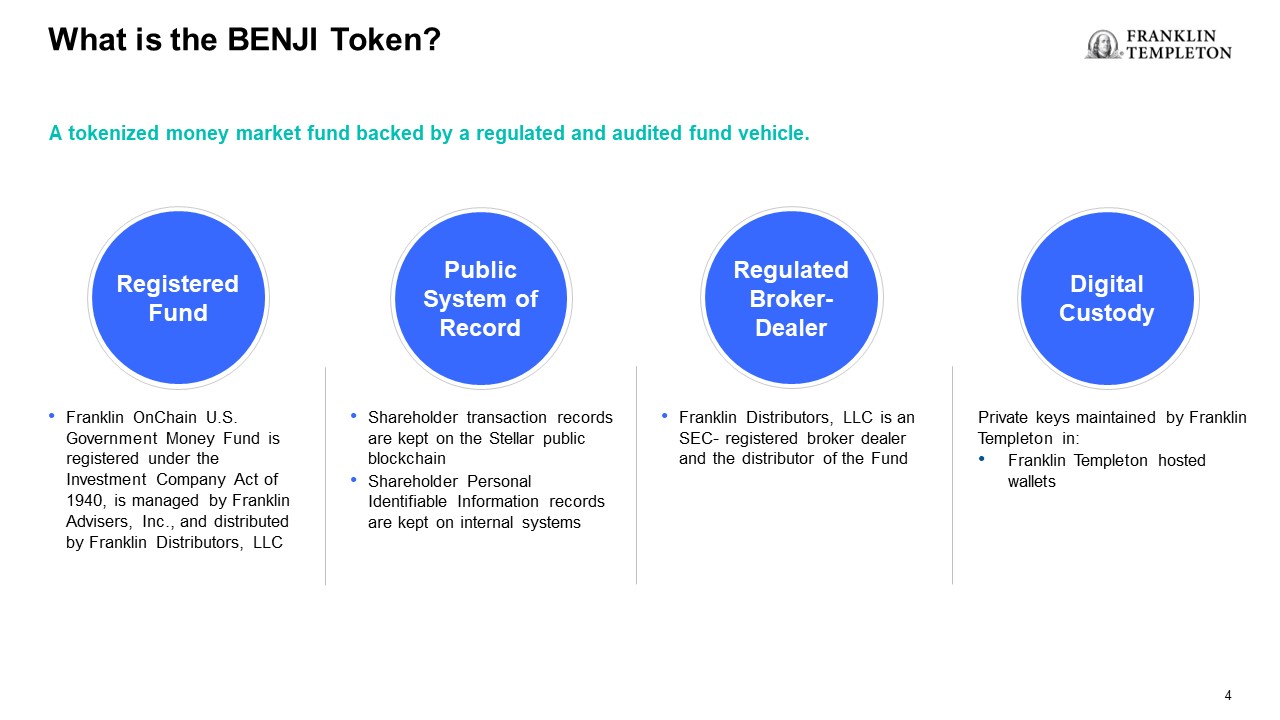 What is the BENJI Token?
FRANKLIN
TEMPLETON
A tokenized money market fund backed by a regulated and audited fund vehicle.
Registered
Fund
• Franklin OnChain U.S.
Government Money Fund is
registered under the
Investment Company Act of
1940, is managed by Franklin
Advisers, Inc., and distributed
by Franklin Distributors, LLC
Public
System of
Record
• Shareholder transaction records
are kept on the Stellar public
blockchain
• Shareholder Personal
Identifiable Information records
are kept on internal systems
Regulated
Broker-
Dealer
• Franklin Distributors, LLC is an
SEC- registered broker dealer
and the distributor of the Fund
Digital
Custody
Private keys maintained by Franklin
Templeton in:
• Franklin Templeton hosted
wallets
4